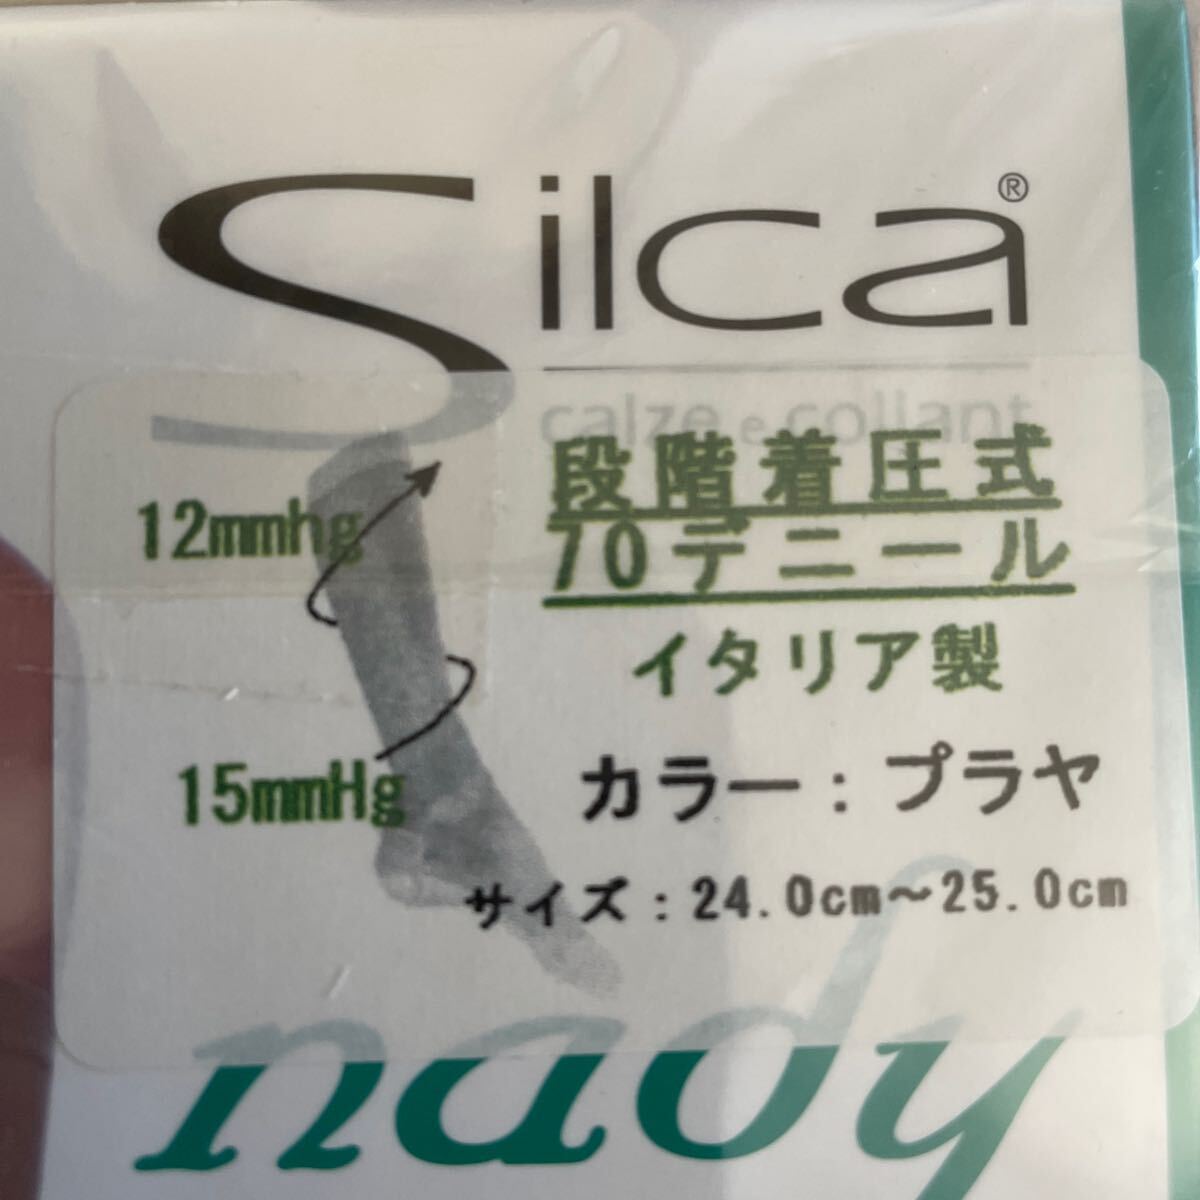 Silca®
calze e collant
段階着圧式
70デニール
12mmhg
イタリア製
15mmHg
カラー：プラヤ
サイズ：24.0cm～25.0cm
nady